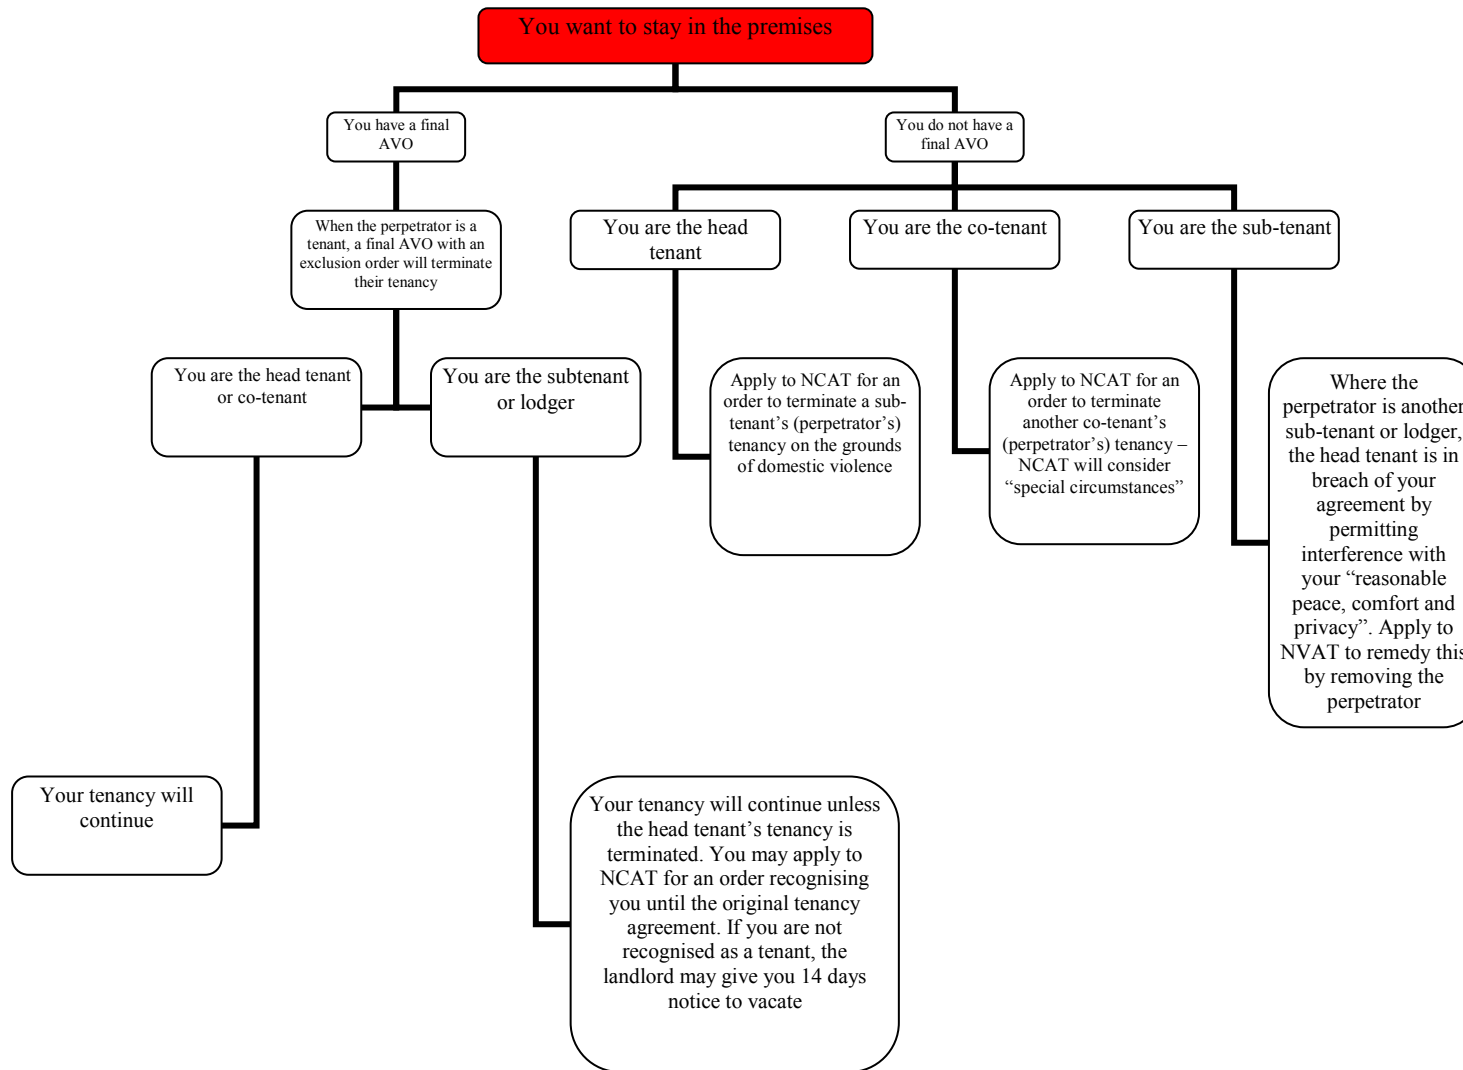 You want to stay in the premises
You have a final
AVO
You do not have a
final AVO
When the perpetrator is a
tenant, a final AVO with an
exclusion order will terminate
their tenancy
You are the head
tenant
You are the co-tenant
You are the sub-tenant
You are the head tenant
or co-tenant
You are the subtenant
or lodger
Apply to NCAT for an
order to terminate a sub-
tenant’s (perpetrator’s)
tenancy on the grounds
of domestic violence
Apply to NCAT for an
order to terminate
another co-tenant’s
(perpetrator’s) tenancy –
NCAT will consider
“special circumstances”
Where the
perpetrator is another
sub-tenant or lodger,
the head tenant is in
breach of your
agreement by
permitting
interference with
your “reasonable
peace, comfort and
privacy”. Apply to
NVAT to remedy this
by removing the
perpetrator
Your tenancy will
continue
Your tenancy will continue unless
the head tenant’s tenancy is
terminated. You may apply to
NCAT for an order recognising
you until the original tenancy
agreement. If you are not
recognised as a tenant, the
landlord may give you 14 days
notice to vacate